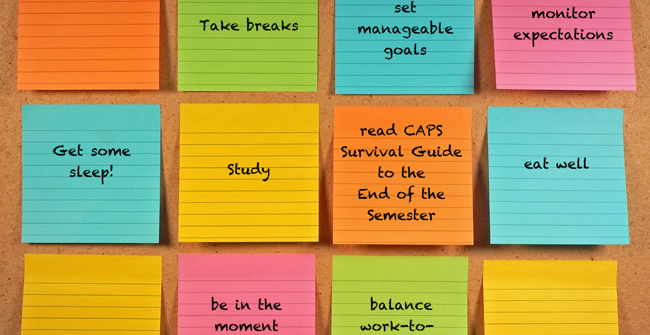 Take breaks
set
manageable
goals
monitor
expectations
Get some
sleep!
Study
read CAPS
Survival Guide
to the
End of the
Semester
eat well
be in the
moment
balance
work-to-